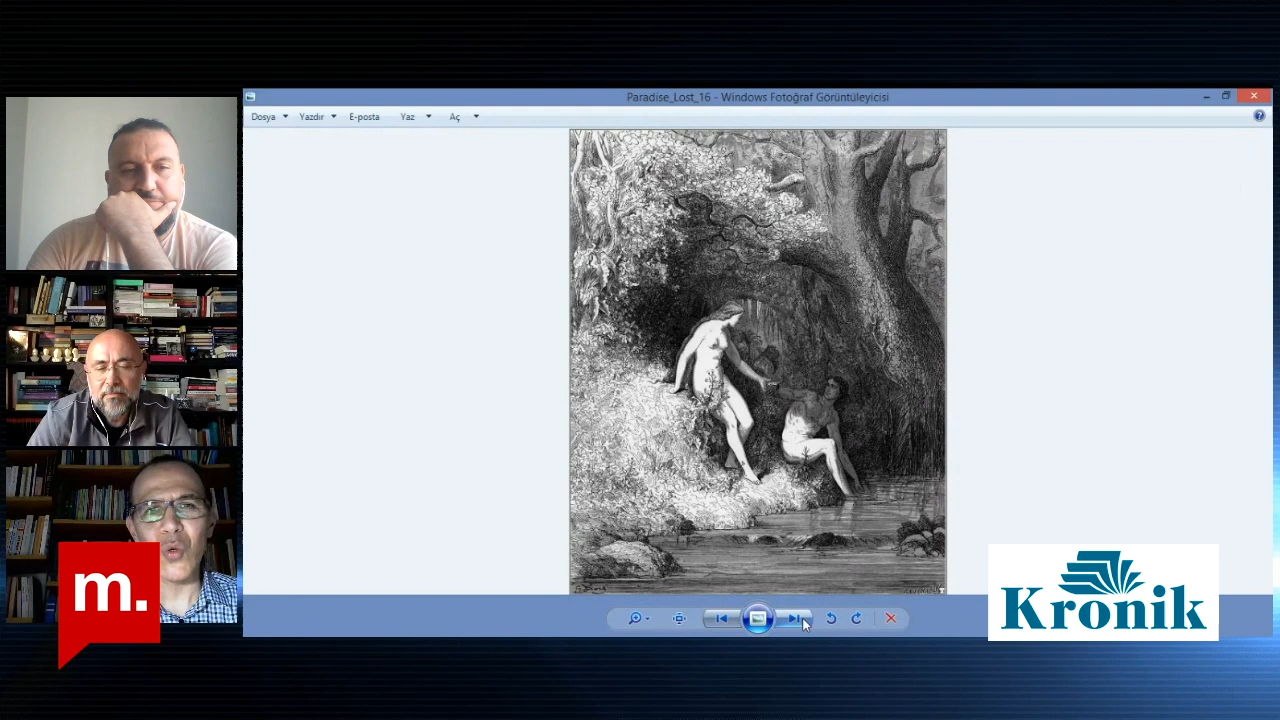 Paradise_Lost_16 - Windows Fotoğraf Görüntüleyicisi
Dosya Yazdır E-posta Yaz Aç
m.
Kronik